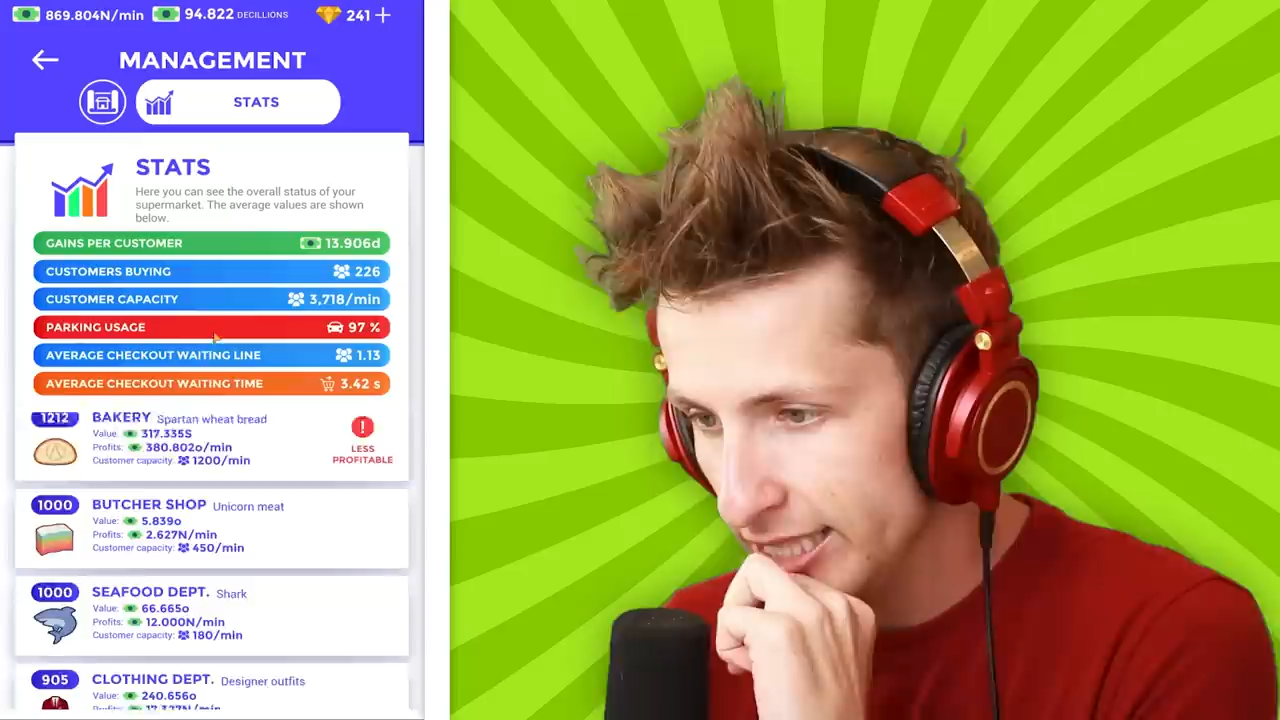 869.804N/min 94.822 DECILLIONS 241 +
MANAGEMENT
STATS
STATS
Here you can see the overall status of your
supermarket. The average values are shown
below.
GAINS PER CUSTOMER 13.906d
CUSTOMERS BUYING 226
CUSTOMER CAPACITY 3,718/min
PARKING USAGE 97 %
AVERAGE CHECKOUT WAITING LINE 1.13
AVERAGE CHECKOUT WAITING TIME 3.42 s
1212 BAKERY Spartan wheat bread
Value: 317.335S
Profits: 380.802o/min
Customer capacity: 1200/min
!
LESS
PROFITABLE
1000 BUTCHER SHOP Unicorn meat
Value: 5.839o
Profits: 2.627N/min
Customer capacity: 450/min
1000 SEAFOOD DEPT. Shark
Value: 66.665o
Profits: 12.000N/min
Customer capacity: 180/min
905 CLOTHING DEPT. Designer outfits
Value: 240.656o
Profits: 17.327N/min